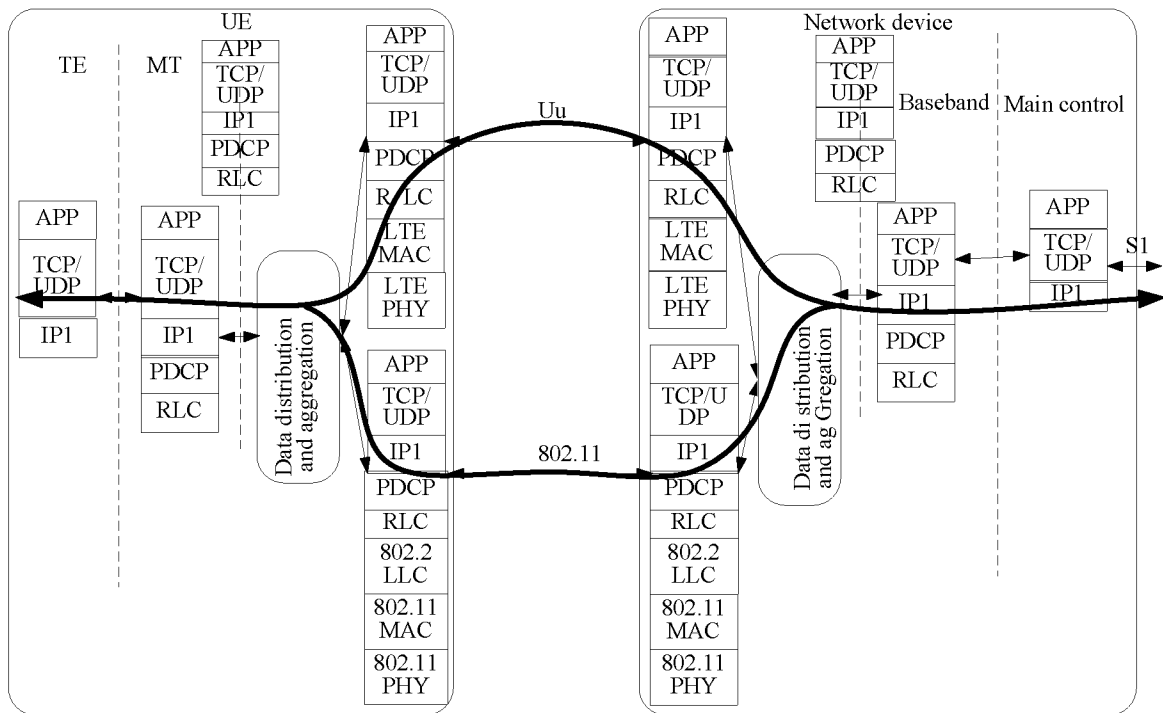 UE
TE
MT
APP
TCP/
UDP
IP1
PDCP
RLC
APP
TCP/
UDP
IP1
APP
TCP/
UDP
IP1
PDCP
RLC
Data distribution
and aggregation
APP
TCP/
UDP
IP1
PDCP
RLC
LTE
MAC
LTE
PHY
APP
TCP/
UDP
IP1
PDCP
RLC
802.2
LLC
802.11
MAC
802.11
PHY
Uu
802.11
Network device
APP
TCP/
UDP
IP1
PDCP
RLC
LTE
MAC
LTE
PHY
APP
TCP/U
DP
IP1
PDCP
RLC
802.2
LLC
802.11
MAC
802.11
PHY
Data di stribution
and ag Gregation
APP
TCP/
UDP
IP1
PDCP
RLC
Baseband
APP
TCP/
UDP
IP1
PDCP
RLC
Main control
APP
TCP/
UDP
IP1
S1